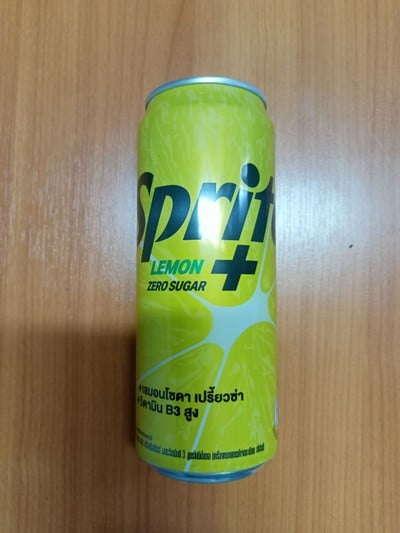 Sprite
LEMON +
ZERO SUGAR
+เลมอนโซดา เปรี้ยวซ่า
+วิตามิน B3 สูง